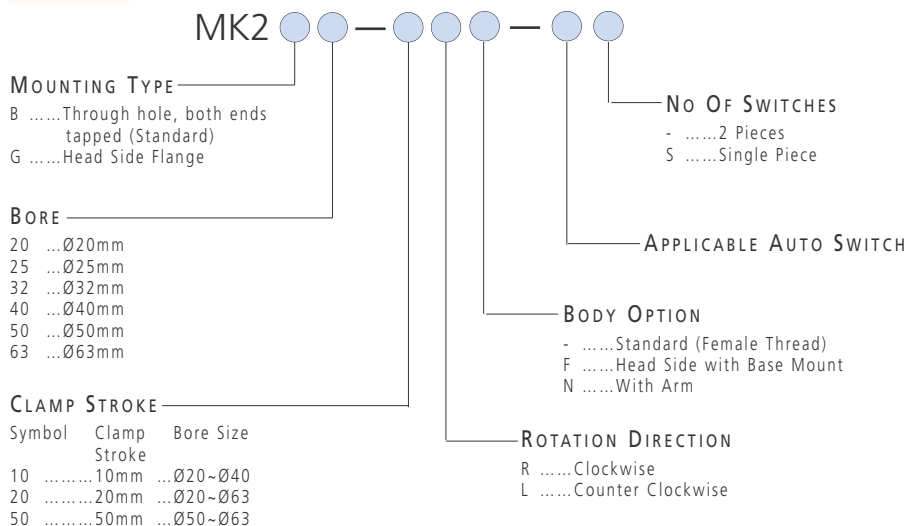 MK2 — —
MOUNTING TYPE
B ......Through hole, both ends
tapped (Standard)
G ......Head Side Flange
BORE
20 ...Ø20mm
25 ...Ø25mm
32 ...Ø32mm
40 ...Ø40mm
50 ...Ø50mm
63 ...Ø63mm
CLAMP STROKE
Symbol Clamp Bore Size
Stroke
10 .........10mm ...Ø20~Ø40
20 .........20mm ...Ø20~Ø63
50 .........50mm ...Ø50~Ø63
NO OF SWITCHES
- ......2 Pieces
S ......Single Piece
APPLICABLE AUTO SWITCH
BODY OPTION
- ......Standard (Female Thread)
F ......Head Side with Base Mount
N ......With Arm
ROTATION DIRECTION
R ......Clockwise
L ......Counter Clockwise